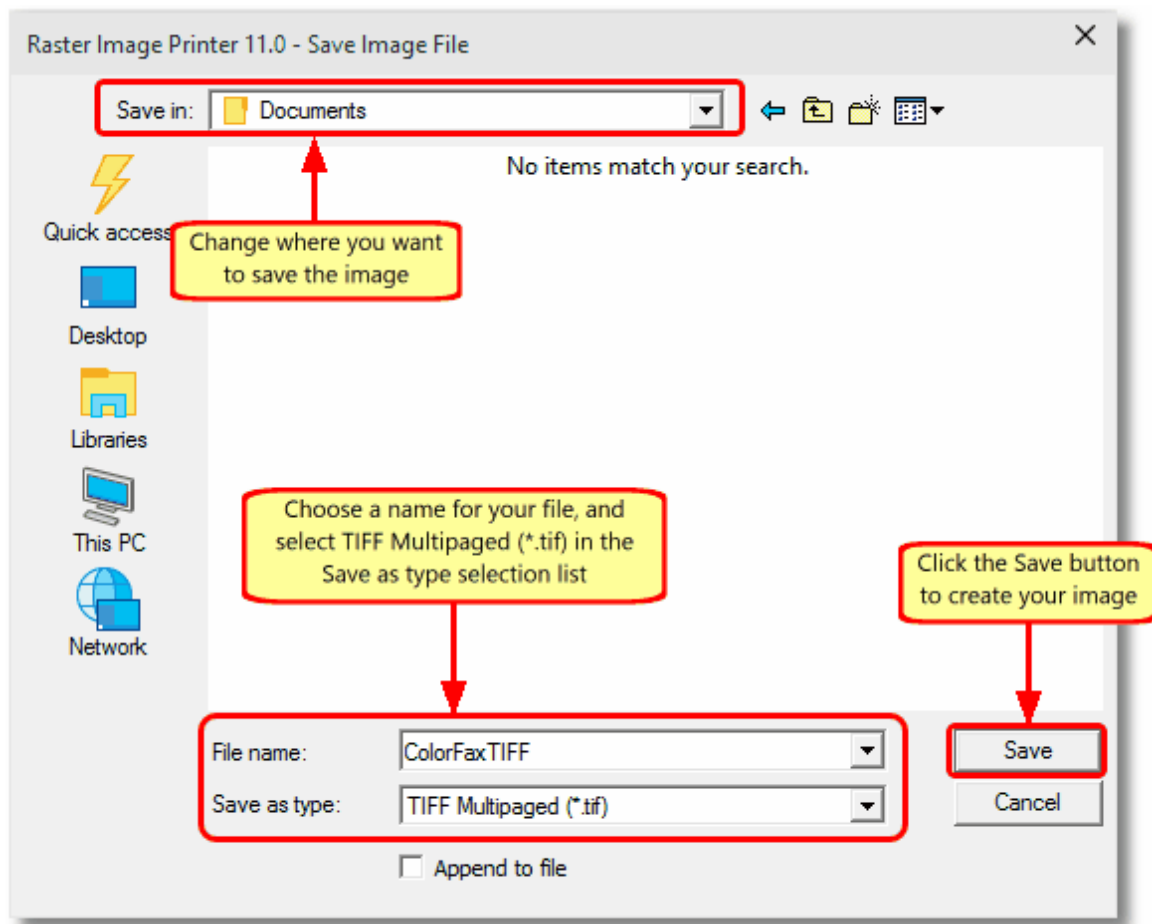 Raster Image Printer 11.0 - Save Image File
Save in: Documents
No items match your search.
Quick access
Change where you want
to save the image
Desktop
Libraries
This PC
Network
Choose a name for your file, and
select TIFF Multipaged (*.tif) in the
Save as type selection list
Click the Save button
to create your image
File name: ColorFaxTIFF
Save
Save as type: TIFF Multipaged (*.tif)
Cancel
Append to file